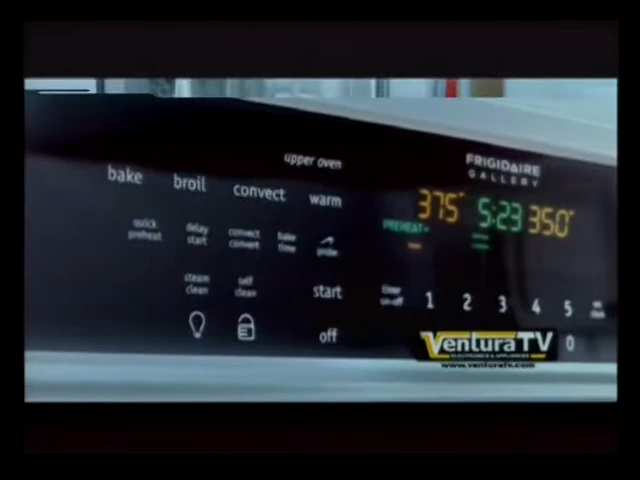 upper oven
bake broil convect warm
quick preheat
delay start
convect convert
bake time
probe
steam clean
self clean
start
off
FRIGIDAIRE
GALLERY
375° 5:23 350°
PREHEAT
timer on-off
1 2 3 4 5
0
VenturaTV
ELECTRONICS & APPLIANCES
www.venturatv.com